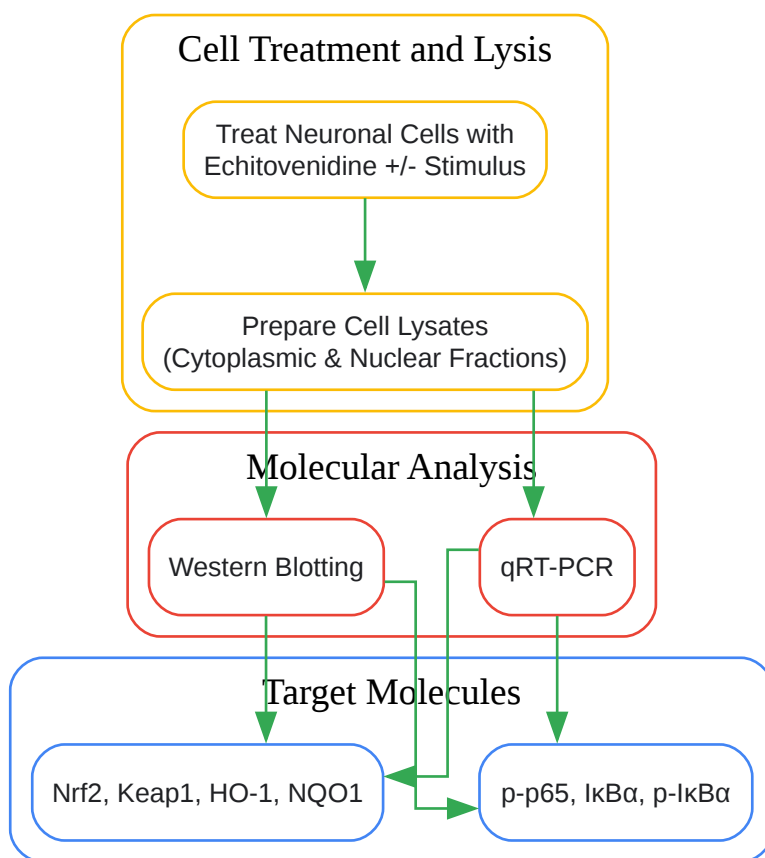 Cell Treatment and Lysis
Treat Neuronal Cells with
Echitovenidine +/- Stimulus
Prepare Cell Lysates
(Cytoplasmic & Nuclear Fractions)
Molecular Analysis
Western Blotting
qRT-PCR
Target Molecules
Nrf2, Keap1, HO-1, NQO1
p-p65, IκBα, p-IκBα